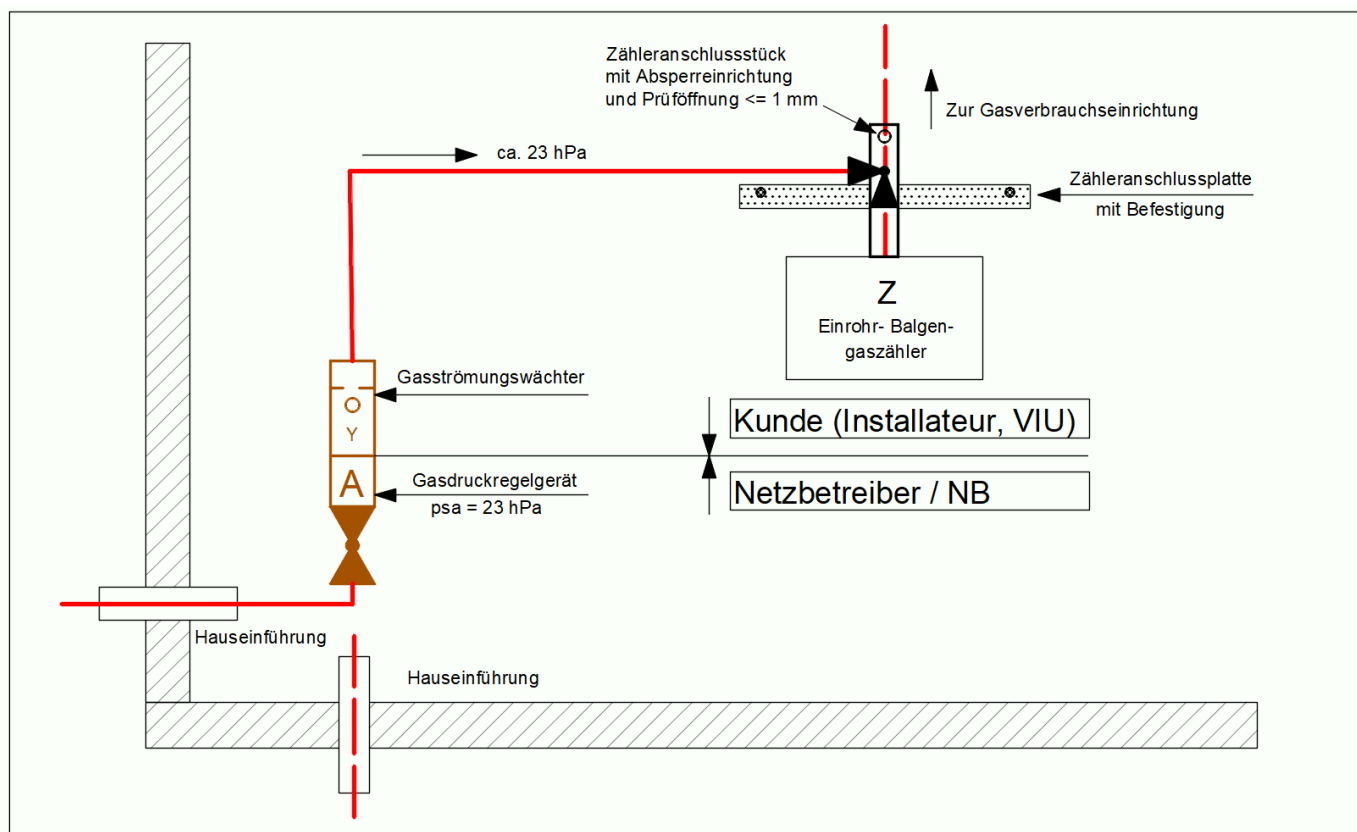 Zähleranschlussstück
mit Absperreinrichtung
und Prüföffnung <= 1 mm
Zur Gasverbrauchseinrichtung
ca. 23 hPa
Zähleranschlussplatte
mit Befestigung
Z
Einrohr- Balgen-
gaszähler
Gasströmungswächter
O
Y
Kunde (Installateur, VIU)
A
Gasdruckregelgerät
psa = 23 hPa
Netzbetreiber / NB
Hauseinführung
Hauseinführung